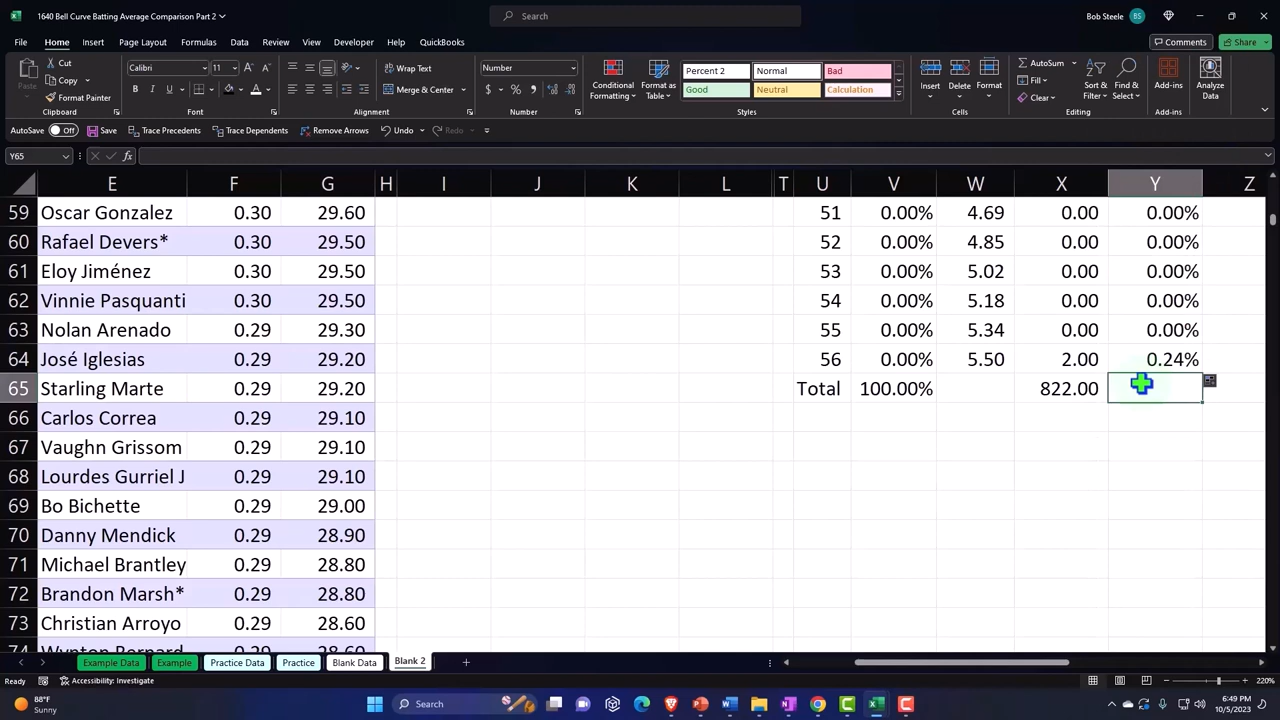 1640 Bell Curve Batting Average Comparison Part 2
Search
Bob Steele
BS
File Home Insert Page Layout Formulas Data Review View Developer Help QuickBooks
Comments
Share
Cut
Copy
Format Painter
Paste
Clipboard
Calibri
11
B I U
Font
Wrap Text
Merge & Center
Alignment
Number
$ % ,
Number
Conditional Formatting
Format as Table
Percent 2 Normal Bad
Good Neutral Calculation
Styles
Insert Delete Format
Cells
AutoSum
Fill
Clear
Sort & Filter
Find & Select
Editing
Add-ins
Add-ins
Analyze Data
AutoSave Off Save Trace Precedents Trace Dependents Remove Arrows Undo Redo
Y65 fx
E F G H I J K L T U V W X Y Z
59 Oscar Gonzalez 0.30 29.60 51 0.00% 4.69 0.00 0.00%
60 Rafael Devers* 0.30 29.50 52 0.00% 4.85 0.00 0.00%
61 Eloy Jiménez 0.30 29.50 53 0.00% 5.02 0.00 0.00%
62 Vinnie Pasquanti 0.30 29.50 54 0.00% 5.18 0.00 0.00%
63 Nolan Arenado 0.29 29.30 55 0.00% 5.34 0.00 0.00%
64 José Iglesias 0.29 29.20 56 0.00% 5.50 2.00 0.24%
65 Starling Marte 0.29 29.20 Total 100.00% 822.00
66 Carlos Correa 0.29 29.10
67 Vaughn Grissom 0.29 29.10
68 Lourdes Gurriel J 0.29 29.10
69 Bo Bichette 0.29 29.00
70 Danny Mendick 0.29 28.90
71 Michael Brantley 0.29 28.80
72 Brandon Marsh* 0.29 28.80
73 Christian Arroyo 0.29 28.60
74 Wynton Bernard
Example Data Example Practice Data Practice Blank Data Blank 2
Ready Accessibility: Investigate 220%
88°F
Sunny
Search
6:49 PM
10/5/2023